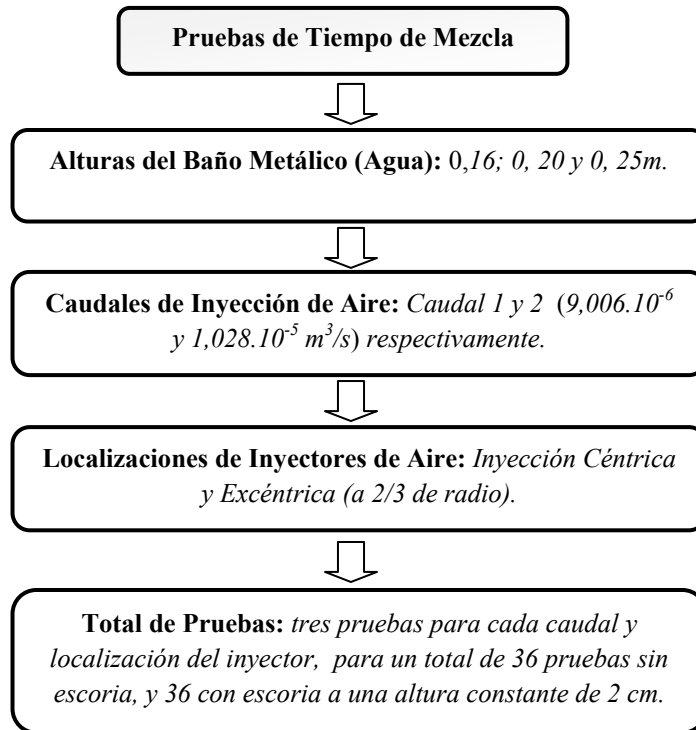 Pruebas de Tiempo de Mezcla
Alturas del Baño Metálico (Agua): 0,16; 0, 20 y 0, 25m.
Caudales de Inyección de Aire: Caudal 1 y 2 (9,006.10⁻⁶
y 1,028.10⁻⁵ m³/s) respectivamente.
Localizaciones de Inyectores de Aire: Inyección Céntrica
y Excéntrica (a 2/3 de radio).
Total de Pruebas: tres pruebas para cada caudal y
localización del inyector, para un total de 36 pruebas sin
escoria, y 36 con escoria a una altura constante de 2 cm.